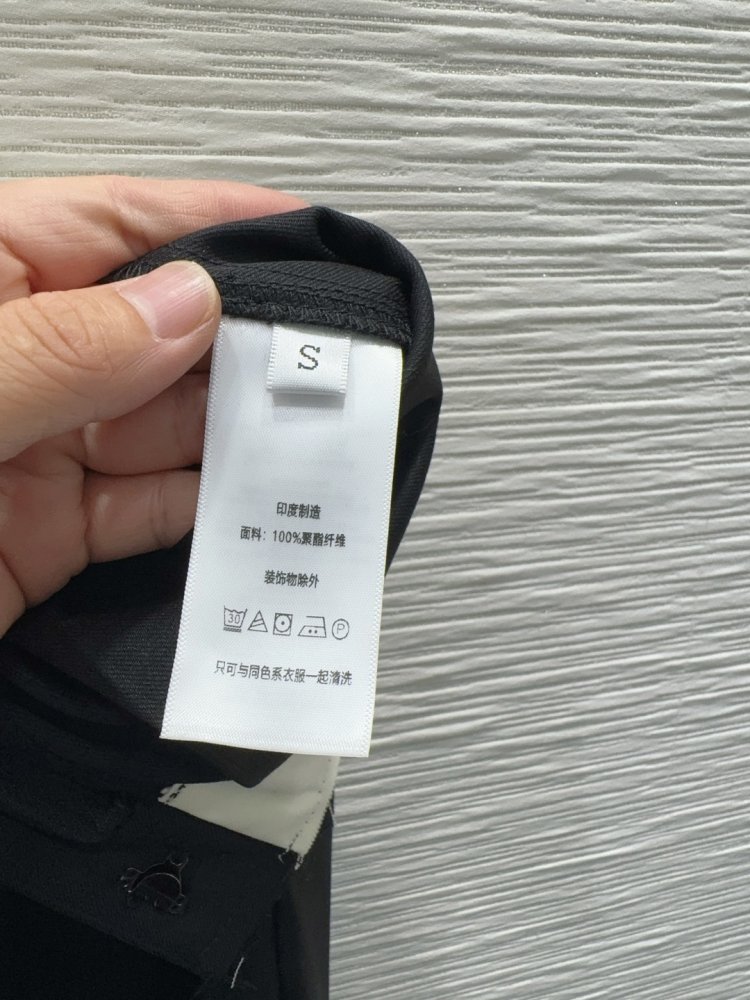 S
印度制造
面料：100%聚酯纤维
装饰物除外
30 P
只可与同色系衣服一起清洗